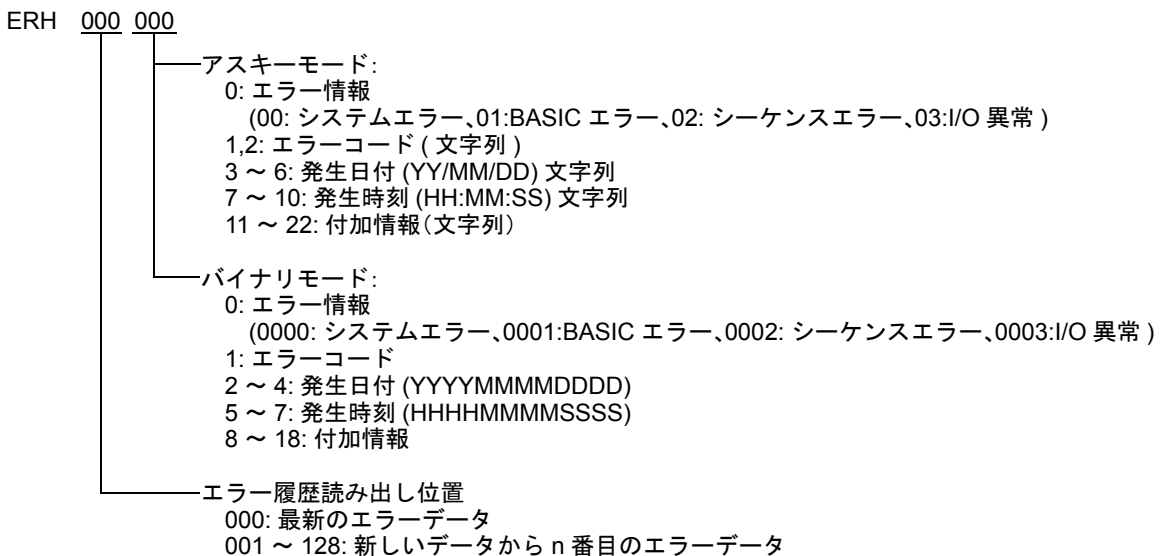 ERH 000 000
アスキーモード:
0: エラー情報
(00: システムエラー、01:BASIC エラー、02: シーケンスエラー、03:I/O 異常 )
1,2: エラーコード ( 文字列 )
3 ~ 6: 発生日付 (YY/MM/DD) 文字列
7 ~ 10: 発生時刻 (HH:MM:SS) 文字列
11 ~ 22: 付加情報(文字列)
バイナリモード:
0: エラー情報
(0000: システムエラー、0001:BASIC エラー、0002: シーケンスエラー、0003:I/O 異常 )
1: エラーコード
2 ~ 4: 発生日付 (YYYYMMMMDDDD)
5 ~ 7: 発生時刻 (HHHHMMMMSSSS)
8 ~ 18: 付加情報
エラー履歴読み出し位置
000: 最新のエラーデータ
001 ~ 128: 新しいデータから n 番目のエラーデータ